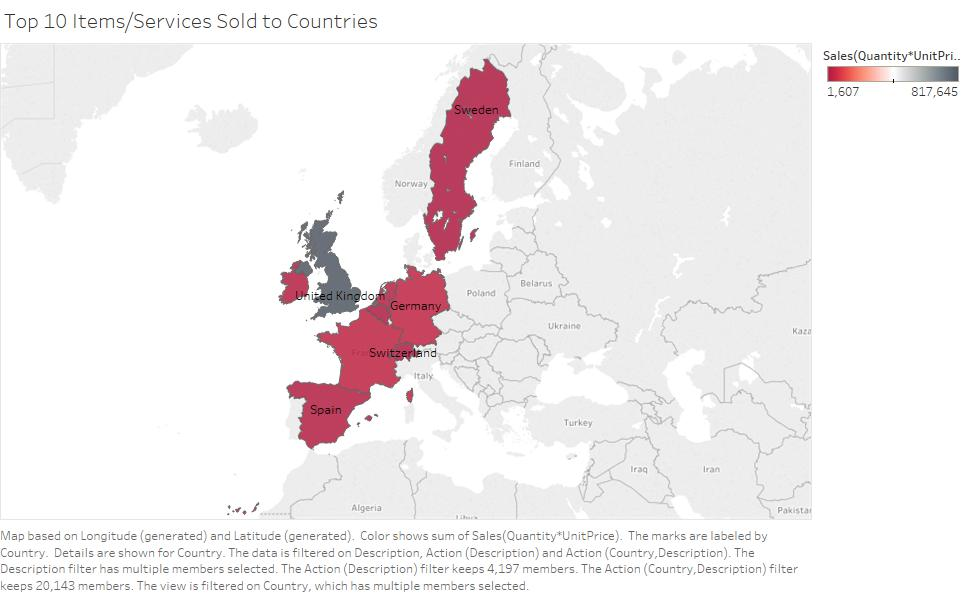 Top 10 Items/Services Sold to Countries
Sales(Quantity*UnitPri..
1,607 817,645
Sweden
Finland
Norway
United Kingdom
Germany
Poland
Belarus
Ukraine
Kaza
Switzerland
Italy
Spain
Turkey
Iraq
Iran
Algeria
Libya
Pakistan
Map based on Longitude (generated) and Latitude (generated).  Color shows sum of Sales(Quantity*UnitPrice).  The marks are labeled by
Country.  Details are shown for Country. The data is filtered on Description, Action (Description) and Action (Country,Description). The
Description filter has multiple members selected. The Action (Description) filter keeps 4,197 members. The Action (Country,Description) filter
keeps 20,143 members. The view is filtered on Country, which has multiple members selected.